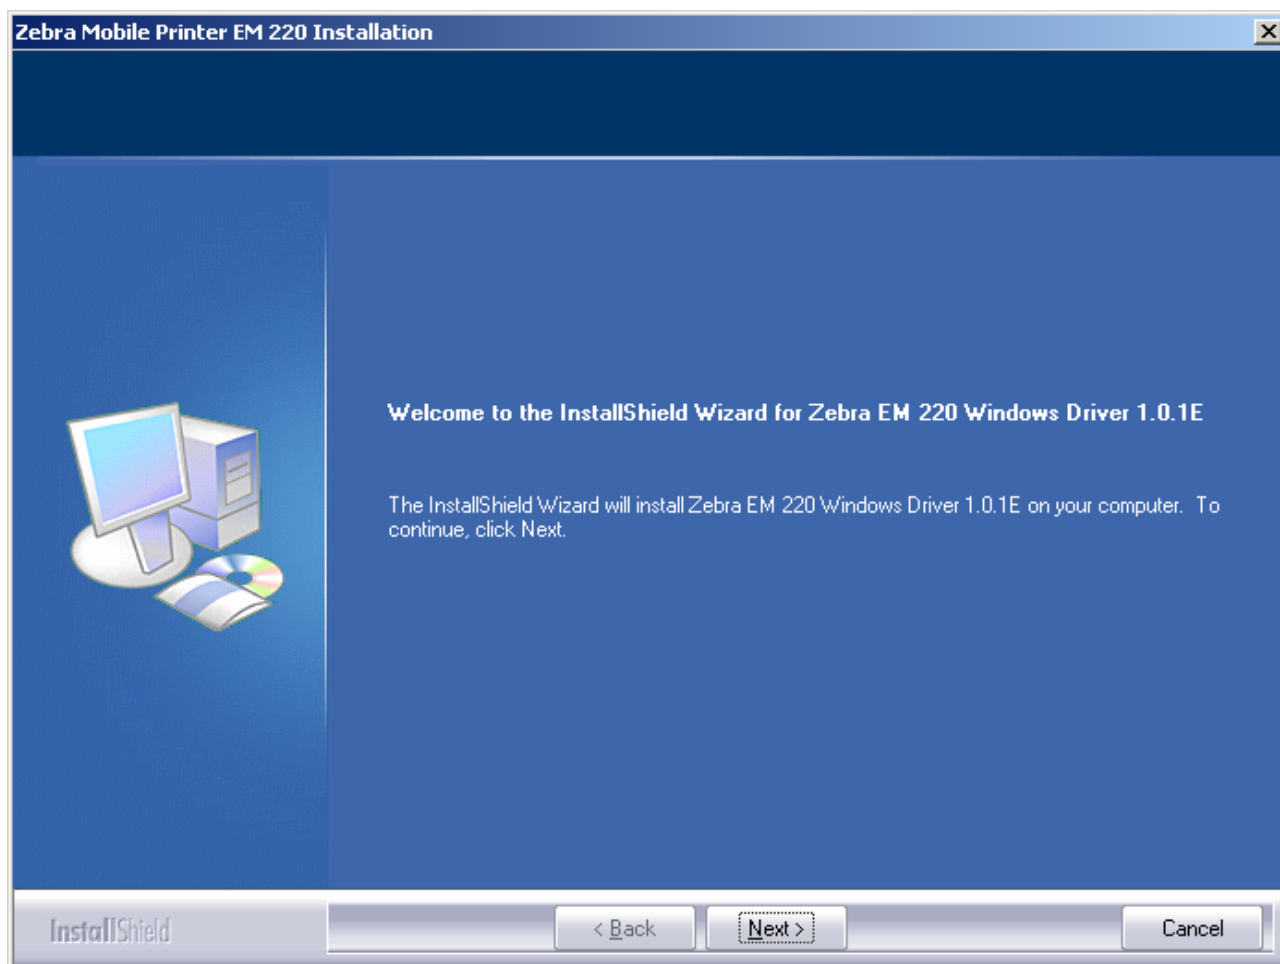 Zebra Mobile Printer EM 220 Installation
Welcome to the InstallShield Wizard for Zebra EM 220 Windows Driver 1.0.1E
The InstallShield Wizard will install Zebra EM 220 Windows Driver 1.0.1E on your computer. To
continue, click Next.
InstallShield
< Back
Next >
Cancel